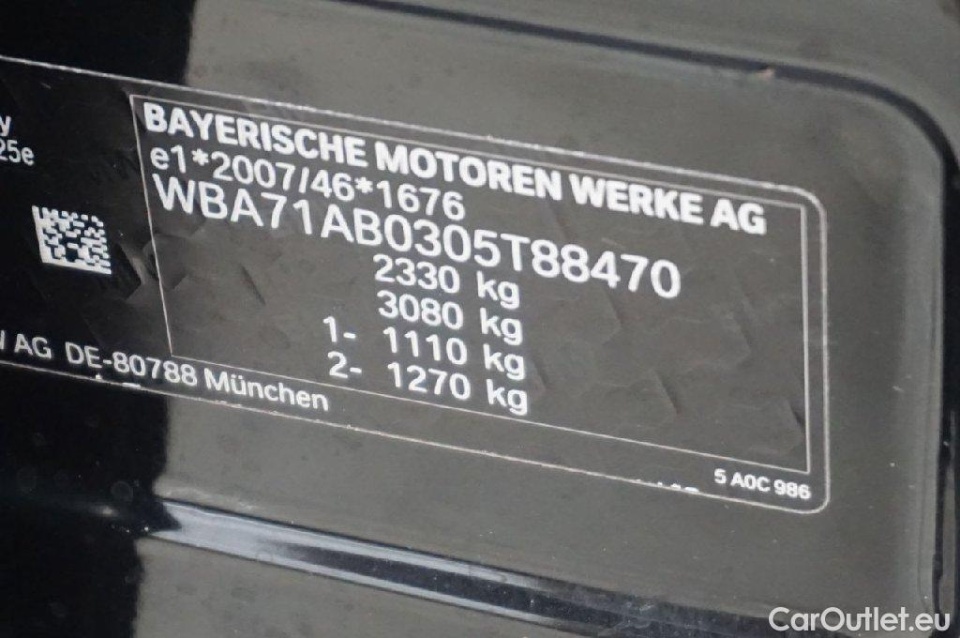 y
25e
BAYERISCHE MOTOREN WERKE AG
e1*2007/46*1676
WBA71AB0305T88470
2330 kg
3080 kg
1- 1110 kg
2- 1270 kg
AG DE-80788 München
5 A0C 986
CarOutlet.eu